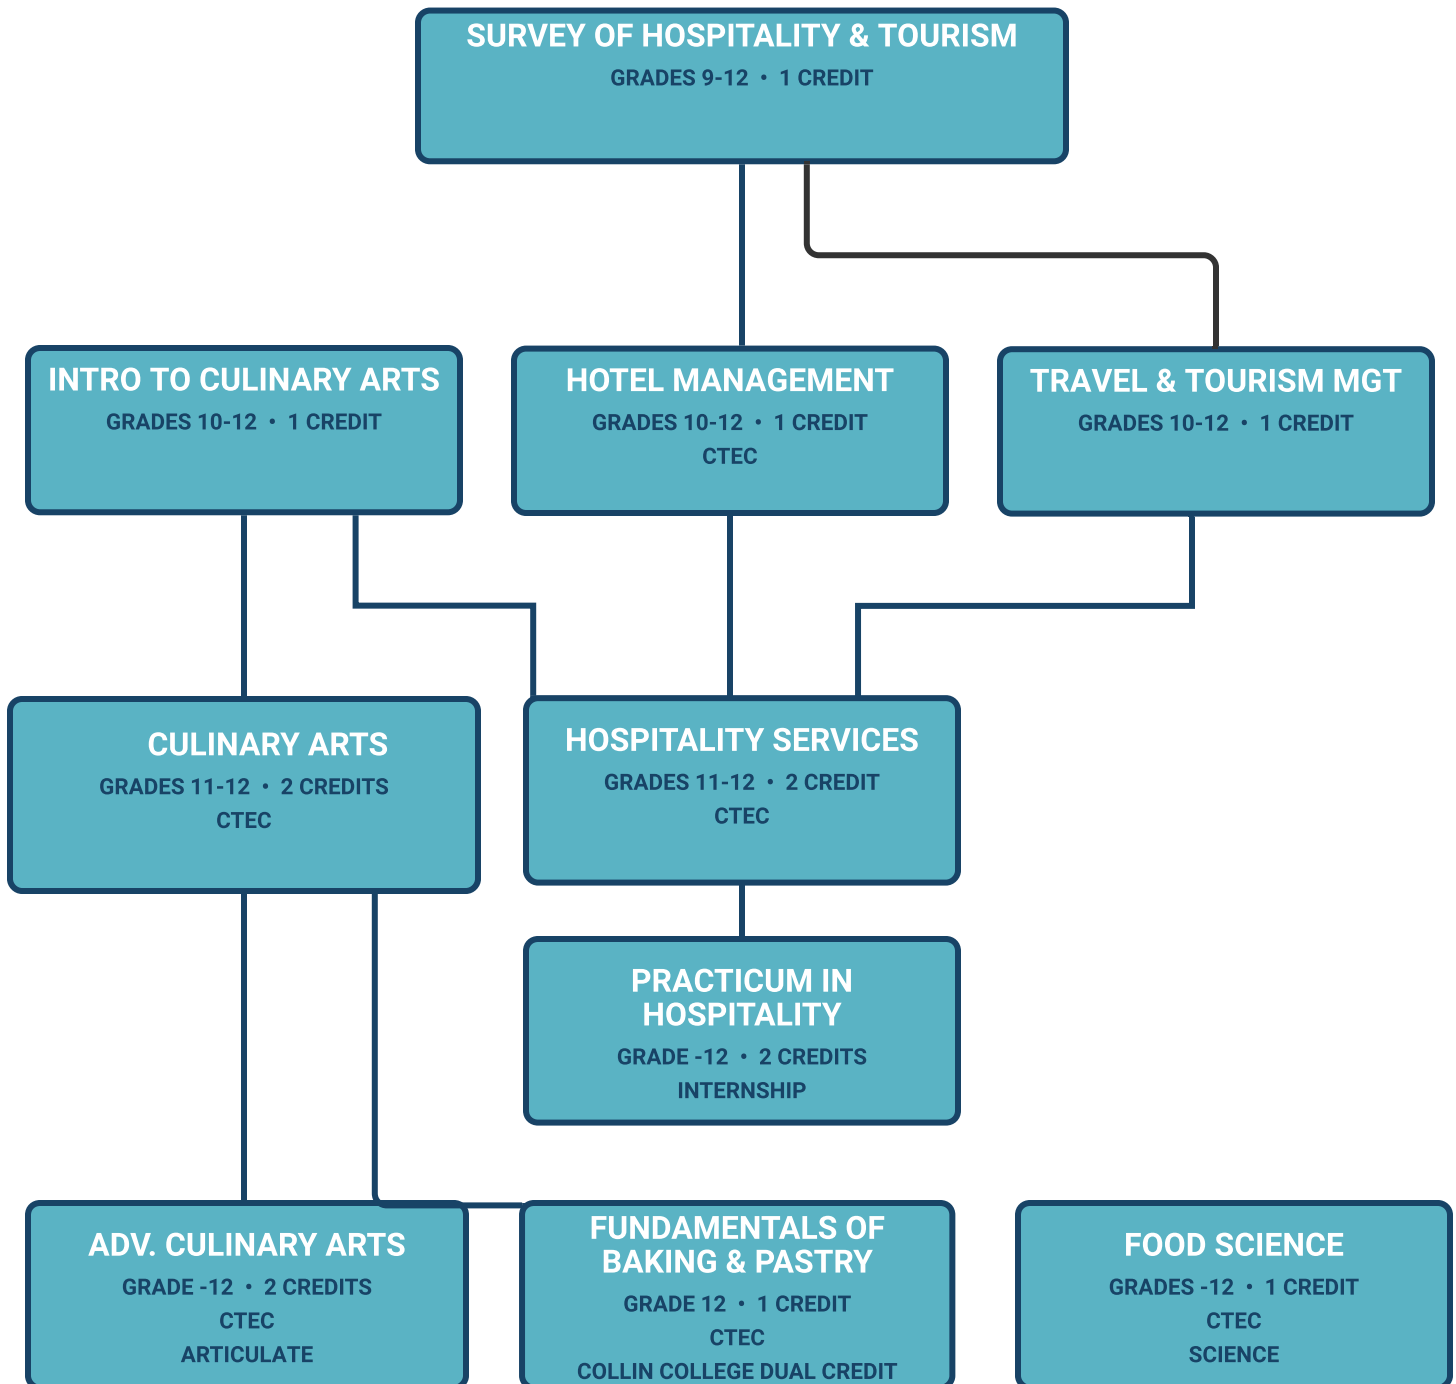 SURVEY OF HOSPITALITY & TOURISM
GRADES 9-12 • 1 CREDIT
INTRO TO CULINARY ARTS
GRADES 10-12 • 1 CREDIT
HOTEL MANAGEMENT
GRADES 10-12 • 1 CREDIT
CTEC
TRAVEL & TOURISM MGT
GRADES 10-12 • 1 CREDIT
CULINARY ARTS
GRADES 11-12 • 2 CREDITS
CTEC
HOSPITALITY SERVICES
GRADES 11-12 • 2 CREDIT
CTEC
PRACTICUM IN
HOSPITALITY
GRADE -12 • 2 CREDITS
INTERNSHIP
ADV. CULINARY ARTS
GRADE -12 • 2 CREDITS
CTEC
ARTICULATE
FUNDAMENTALS OF
BAKING & PASTRY
GRADE 12 • 1 CREDIT
CTEC
COLLIN COLLEGE DUAL CREDIT
FOOD SCIENCE
GRADES -12 • 1 CREDIT
CTEC
SCIENCE